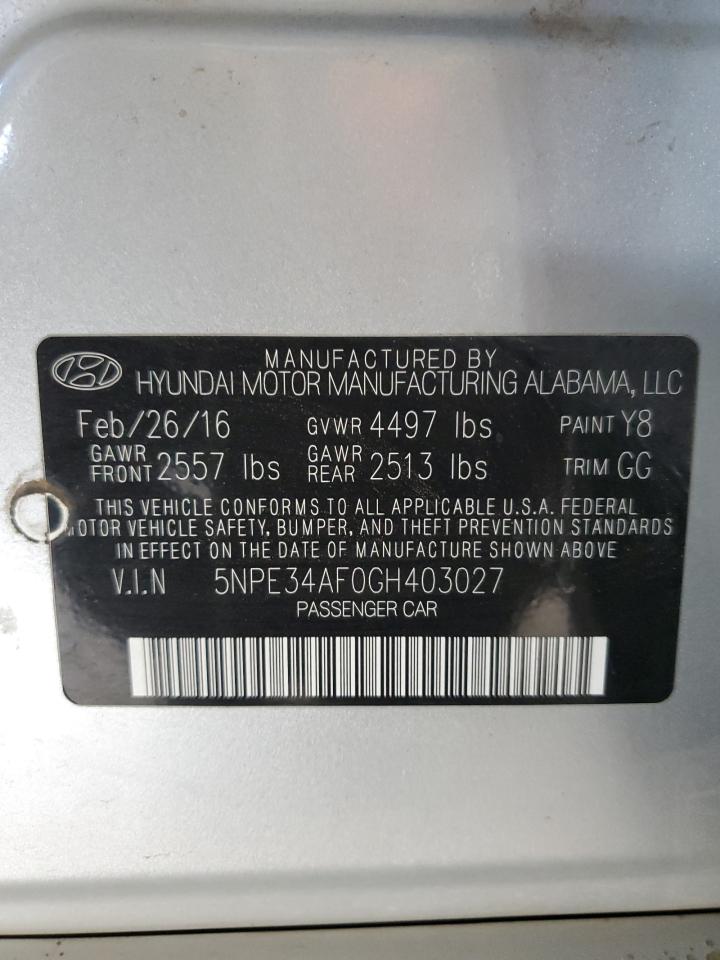 MANUFACTURED BY
HYUNDAI MOTOR MANUFACTURING ALABAMA, LLC
Feb/26/16 GVWR 4497 lbs PAINT Y8
GAWR FRONT 2557 lbs GAWR REAR 2513 lbs TRIM GG
THIS VEHICLE CONFORMS TO ALL APPLICABLE U.S.A. FEDERAL
MOTOR VEHICLE SAFETY, BUMPER, AND THEFT PREVENTION STANDARDS
IN EFFECT ON THE DATE OF MANUFACTURE SHOWN ABOVE
V.I.N 5NPE34AF0GH403027
PASSENGER CAR